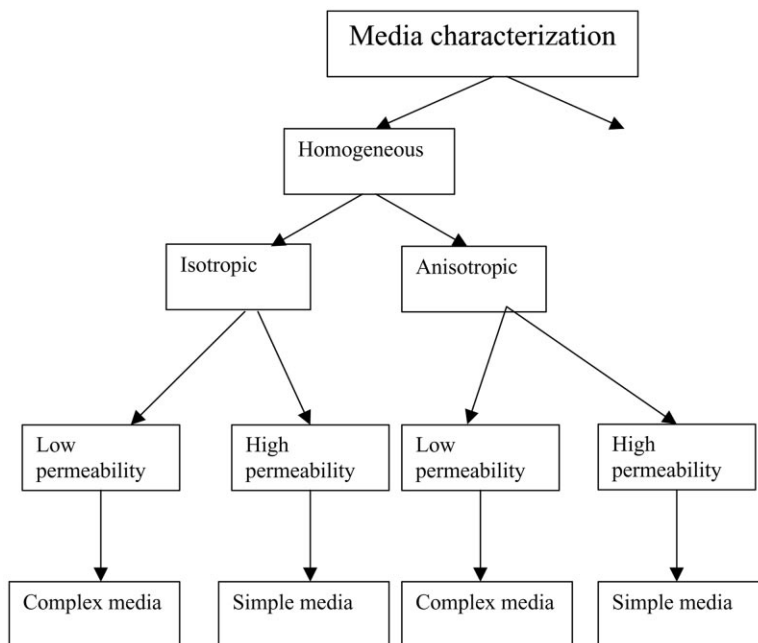 Media characterization
Homogeneous
Isotropic
Anisotropic
Low
permeability
High
permeability
Low
permeability
High
permeability
Complex media
Simple media
Complex media
Simple media